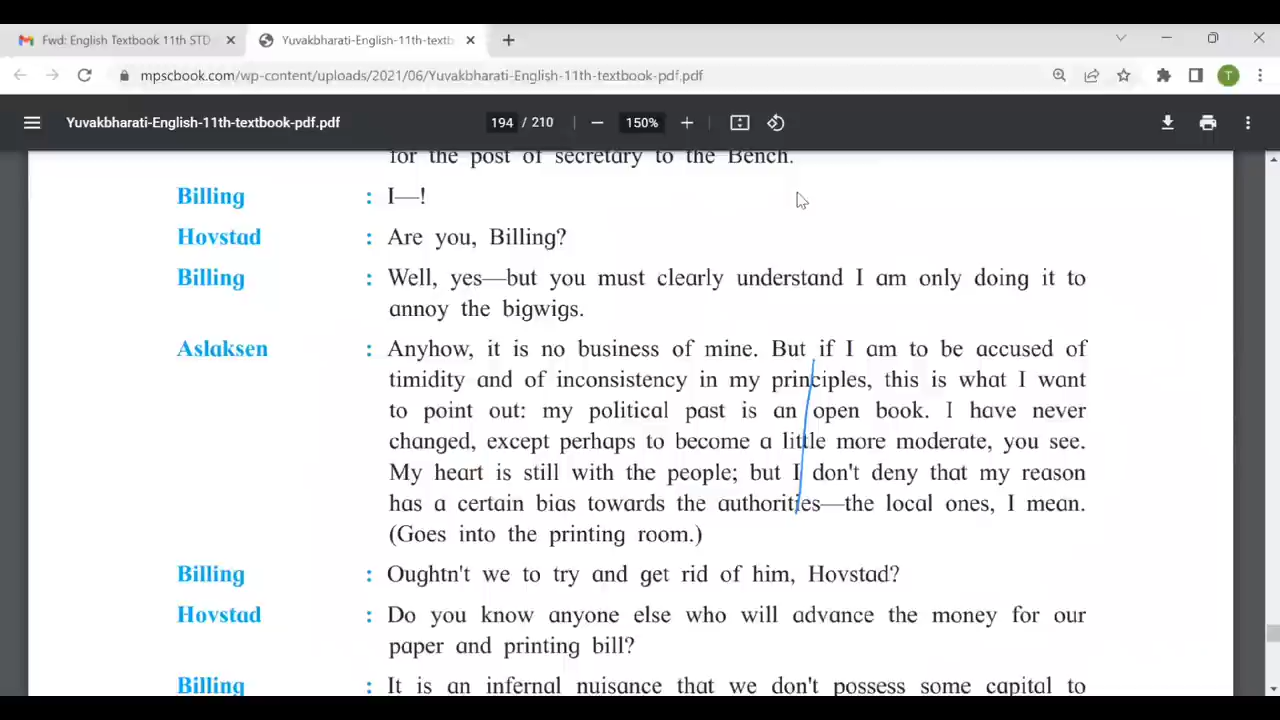 Fwd: English Textbook 11th STD
Yuvakbharati-English-11th-textb
mpscbook.com/wp-content/uploads/2021/06/Yuvakbharati-English-11th-textbook-pdf.pdf
T
Yuvakbharati-English-11th-textbook-pdf.pdf
194 / 210
150%
for the post of secretary to the Bench.
Billing : I—!
Hovstad : Are you, Billing?
Billing : Well, yes—but you must clearly understand I am only doing it to
annoy the bigwigs.
Aslaksen : Anyhow, it is no business of mine. But if I am to be accused of
timidity and of inconsistency in my principles, this is what I want
to point out: my political past is an open book. I have never
changed, except perhaps to become a little more moderate, you see.
My heart is still with the people; but I don't deny that my reason
has a certain bias towards the authorities—the local ones, I mean.
(Goes into the printing room.)
Billing : Oughtn't we to try and get rid of him, Hovstad?
Hovstad : Do you know anyone else who will advance the money for our
paper and printing bill?
Billing : It is an infernal nuisance that we don't possess some capital to